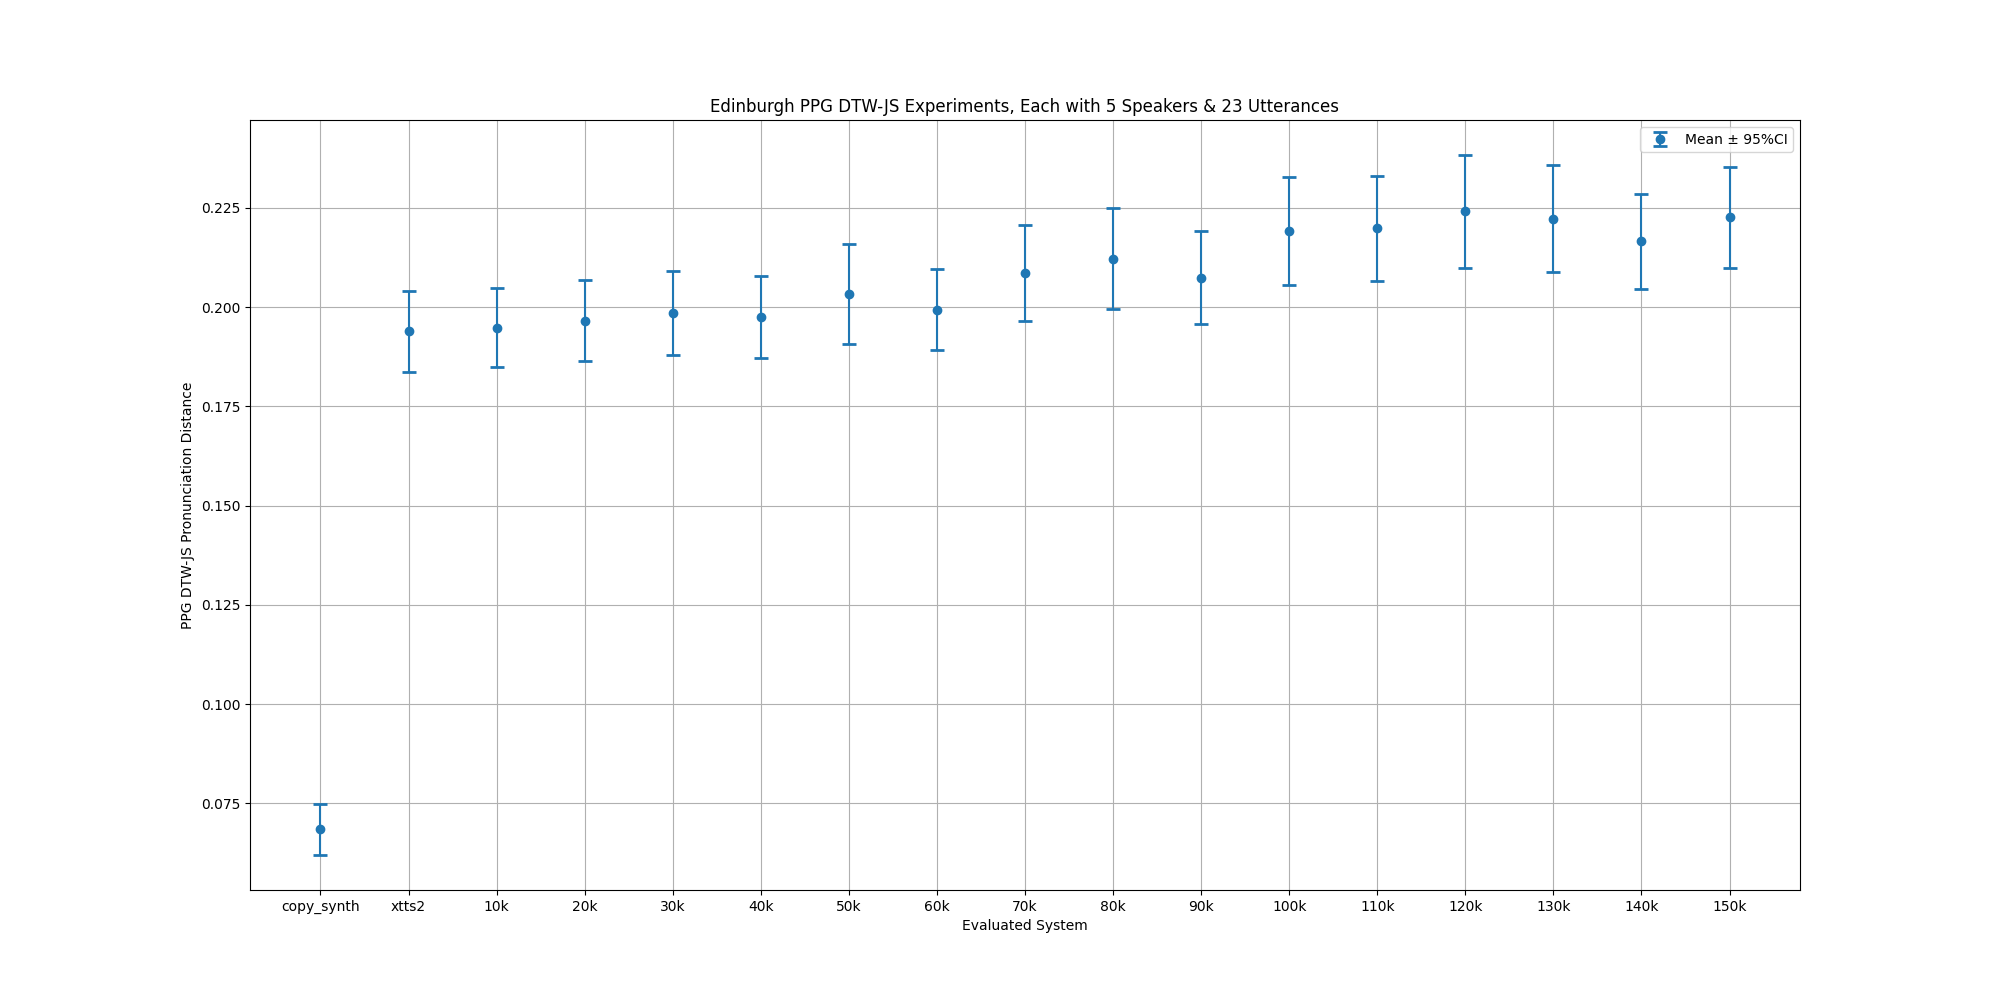 Edinburgh PPG DTW-JS Experiments, Each with 5 Speakers & 23 Utterances
Mean ± 95%CI
PPG DTW-JS Pronunciation Distance
0.225
0.200
0.175
0.150
0.125
0.100
0.075
copy_synth xtts2 10k 20k 30k 40k 50k 60k 70k 80k 90k 100k 110k 120k 130k 140k 150k
Evaluated System